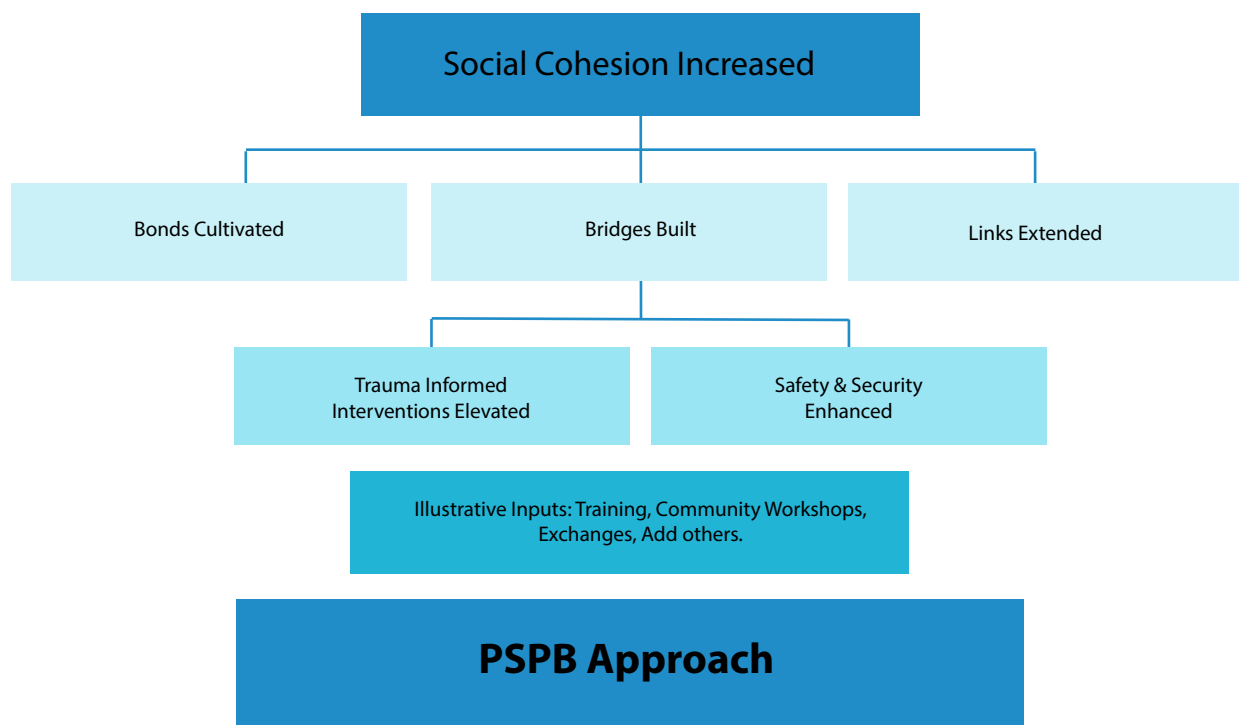 Social Cohesion Increased
Bonds Cultivated
Bridges Built
Links Extended
Trauma Informed
Interventions Elevated
Safety & Security
Enhanced
Illustrative Inputs: Training, Community Workshops,
Exchanges, Add others.
PSPB Approach